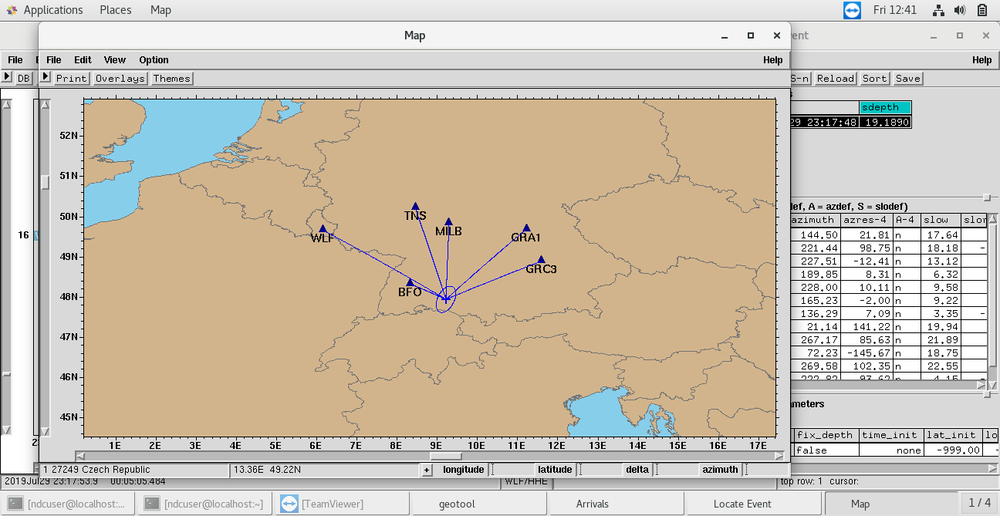 Applications Places Map Fri 12:41
Map
File Edit View Option Help
Print Overlays Themes
52N
51N
50N
49N
48N
47N
46N
45N
TNS
MILB
WLF
GRA1
GRC3
BFO
1E 2E 3E 4E 5E 6E 7E 8E 9E 10E 11E 12E 13E 14E 15E 16E 17E
1 27249 Czech Republic 13.36E 49.22N + longitude latitude delta azimuth
File
DB
16
2019Jul29 23:17:53.9 00:05:05.484 WLF/HHE
ent
Help
S-n Reload Sort Save
sdepth
29 23:17:48 19.1890
def, A = azdef, S = slodef)
azimuth azres-4 A-4 slow slor
144.50 21.81 n 17.64
221.44 98.75 n 18.18 -
227.51 -12.41 n 13.12
189.85 8.31 n 6.32
228.00 10.11 n 9.58
165.23 -2.00 n 9.22
136.29 7.09 n 3.35 -
21.14 141.22 n 19.94
267.17 85.63 n 21.89
72.23 -145.67 n 18.75
269.58 102.35 n 22.55
222.82 93.62 n 4.15
ameters
fix_depth time_init lat_init lo
false none -999.00 -
top row: 1 cursor:
[ndcuser@localhost:... [ndcuser@localhost:~] [TeamViewer] geotool Arrivals Locate Event Map 1 / 4